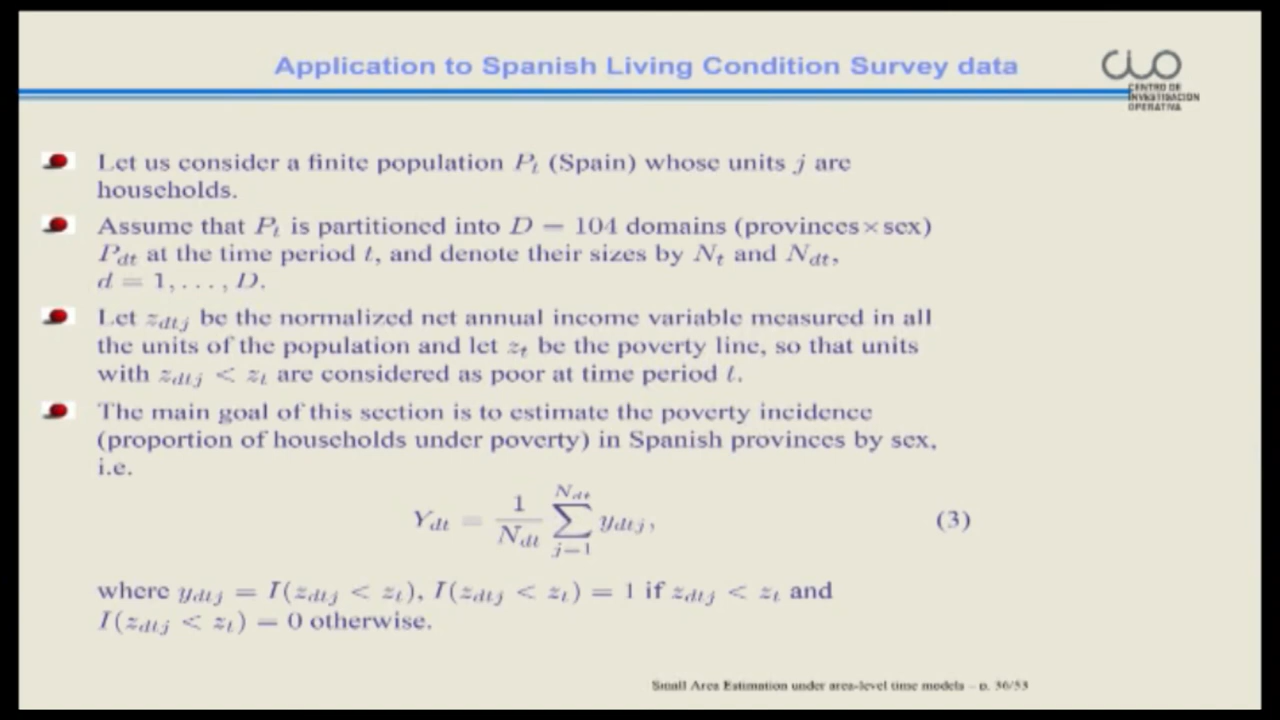 Application to Spanish Living Condition Survey data
CIO
CENTRO DE
INVESTIGACION
OPERATIVA
Let us consider a finite population P_t (Spain) whose units j are
households.
Assume that P_t is partitioned into D = 104 domains (provinces×sex)
P_dt at the time period t, and denote their sizes by N_t and N_dt,
d = 1, . . . , D.
Let z_dtj be the normalized net annual income variable measured in all
the units of the population and let z_t be the poverty line, so that units
with z_dtj < z_t are considered as poor at time period t.
The main goal of this section is to estimate the poverty incidence
(proportion of households under poverty) in Spanish provinces by sex,
i.e.
Y_dt = 1/N_dt ∑_{j=1}^{N_dt} y_dtj, (3)
where y_dtj = I(z_dtj < z_t), I(z_dtj < z_t) = 1 if z_dtj < z_t and
I(z_dtj < z_t) = 0 otherwise.
Small Area Estimation under area-level time models – p. 36/53